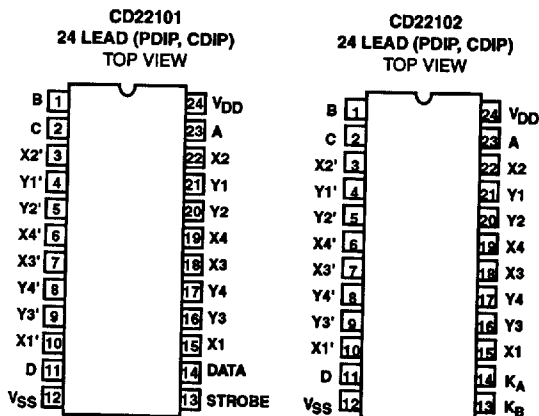 CD22101
24 LEAD (PDIP, CDIP)
TOP VIEW
B 1 24 VDD
C 2 23 A
X2' 3 22 X2
Y1' 4 21 Y1
Y2' 5 20 Y2
X4' 6 19 X4
X3' 7 18 X3
Y4' 8 17 Y4
Y3' 9 16 Y3
X1' 10 15 X1
D 11 14 DATA
VSS 12 13 STROBE
CD22102
24 LEAD (PDIP, CDIP)
TOP VIEW
B 1 24 VDD
C 2 23 A
X2' 3 22 X2
Y1' 4 21 Y1
Y2' 5 20 Y2
X4' 6 19 X4
X3' 7 18 X3
Y4' 8 17 Y4
Y3' 9 16 Y3
X1' 10 15 X1
D 11 14 KA
VSS 12 13 KB